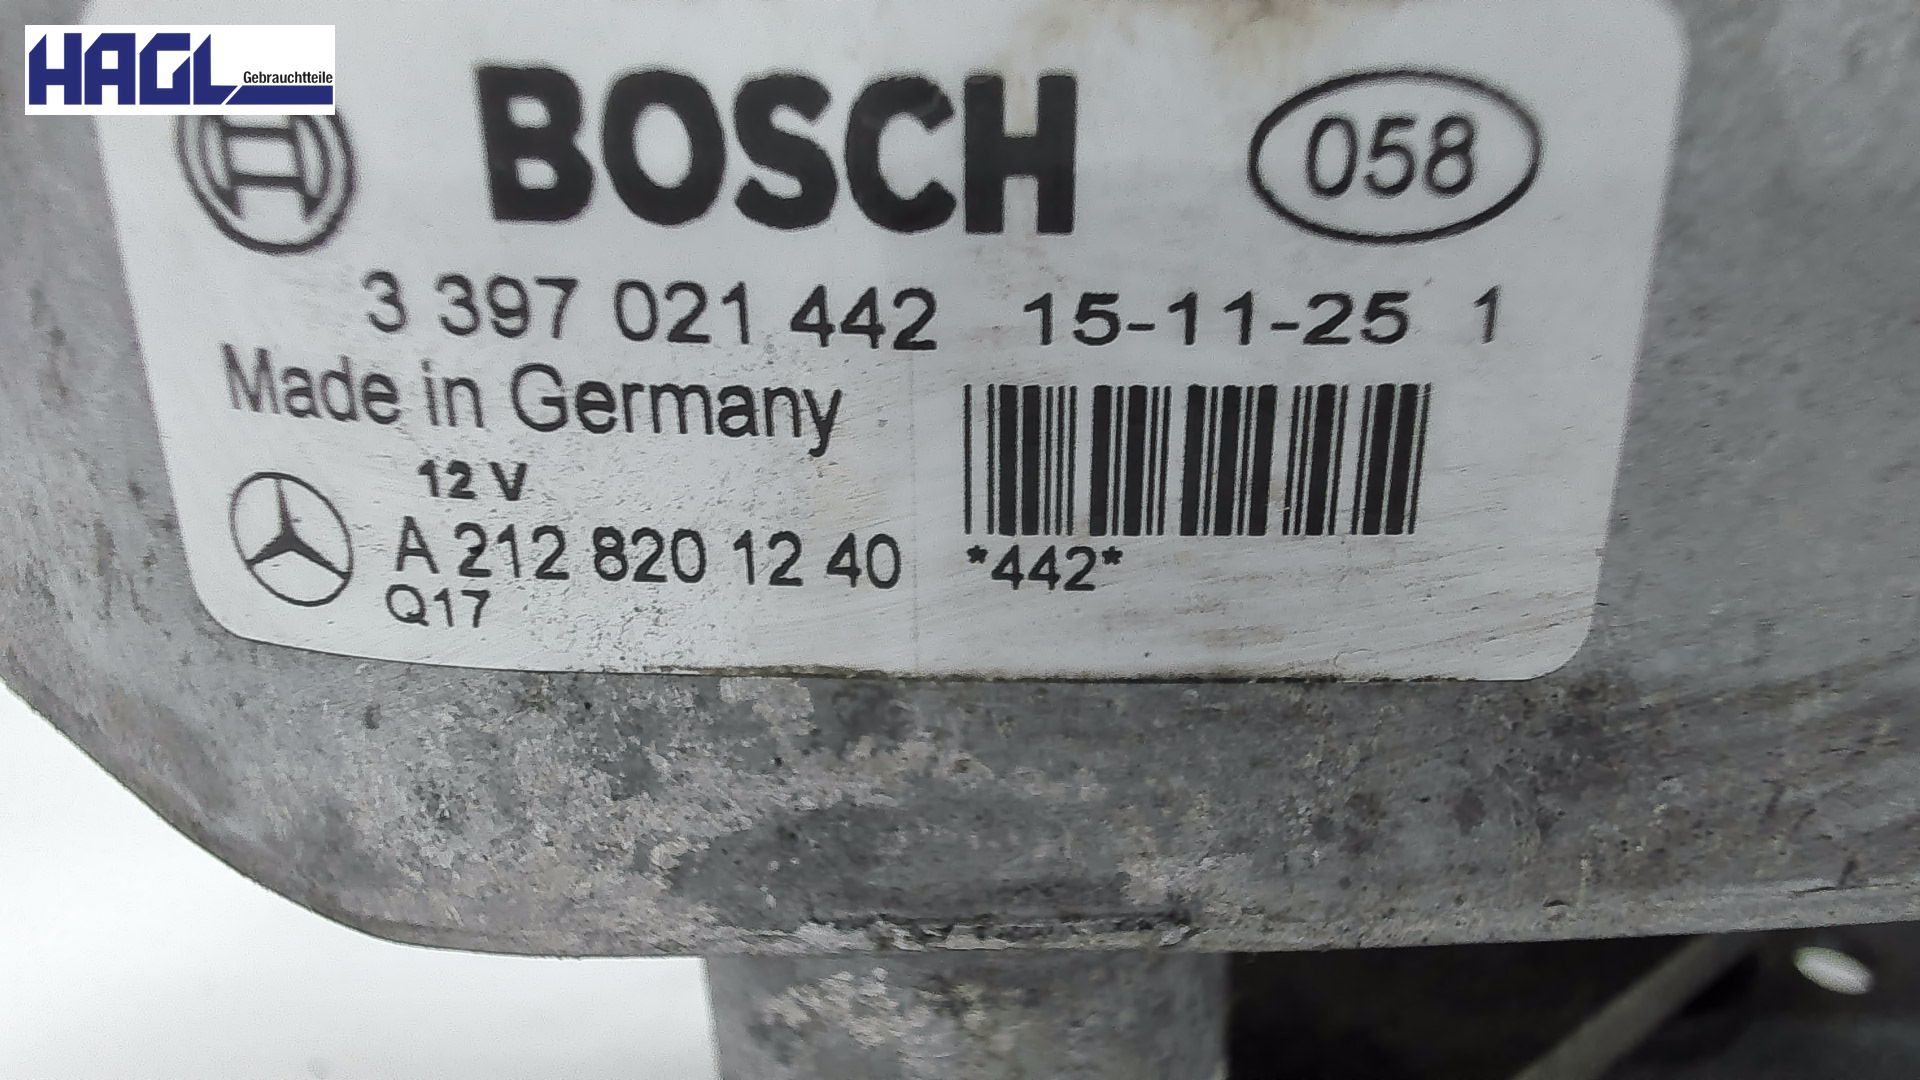 HAGL
Gebrauchtteile
BOSCH
058
3 397 021 442 15-11-25 1
Made in Germany
12 V
A 212 820 12 40
*442*
Q17